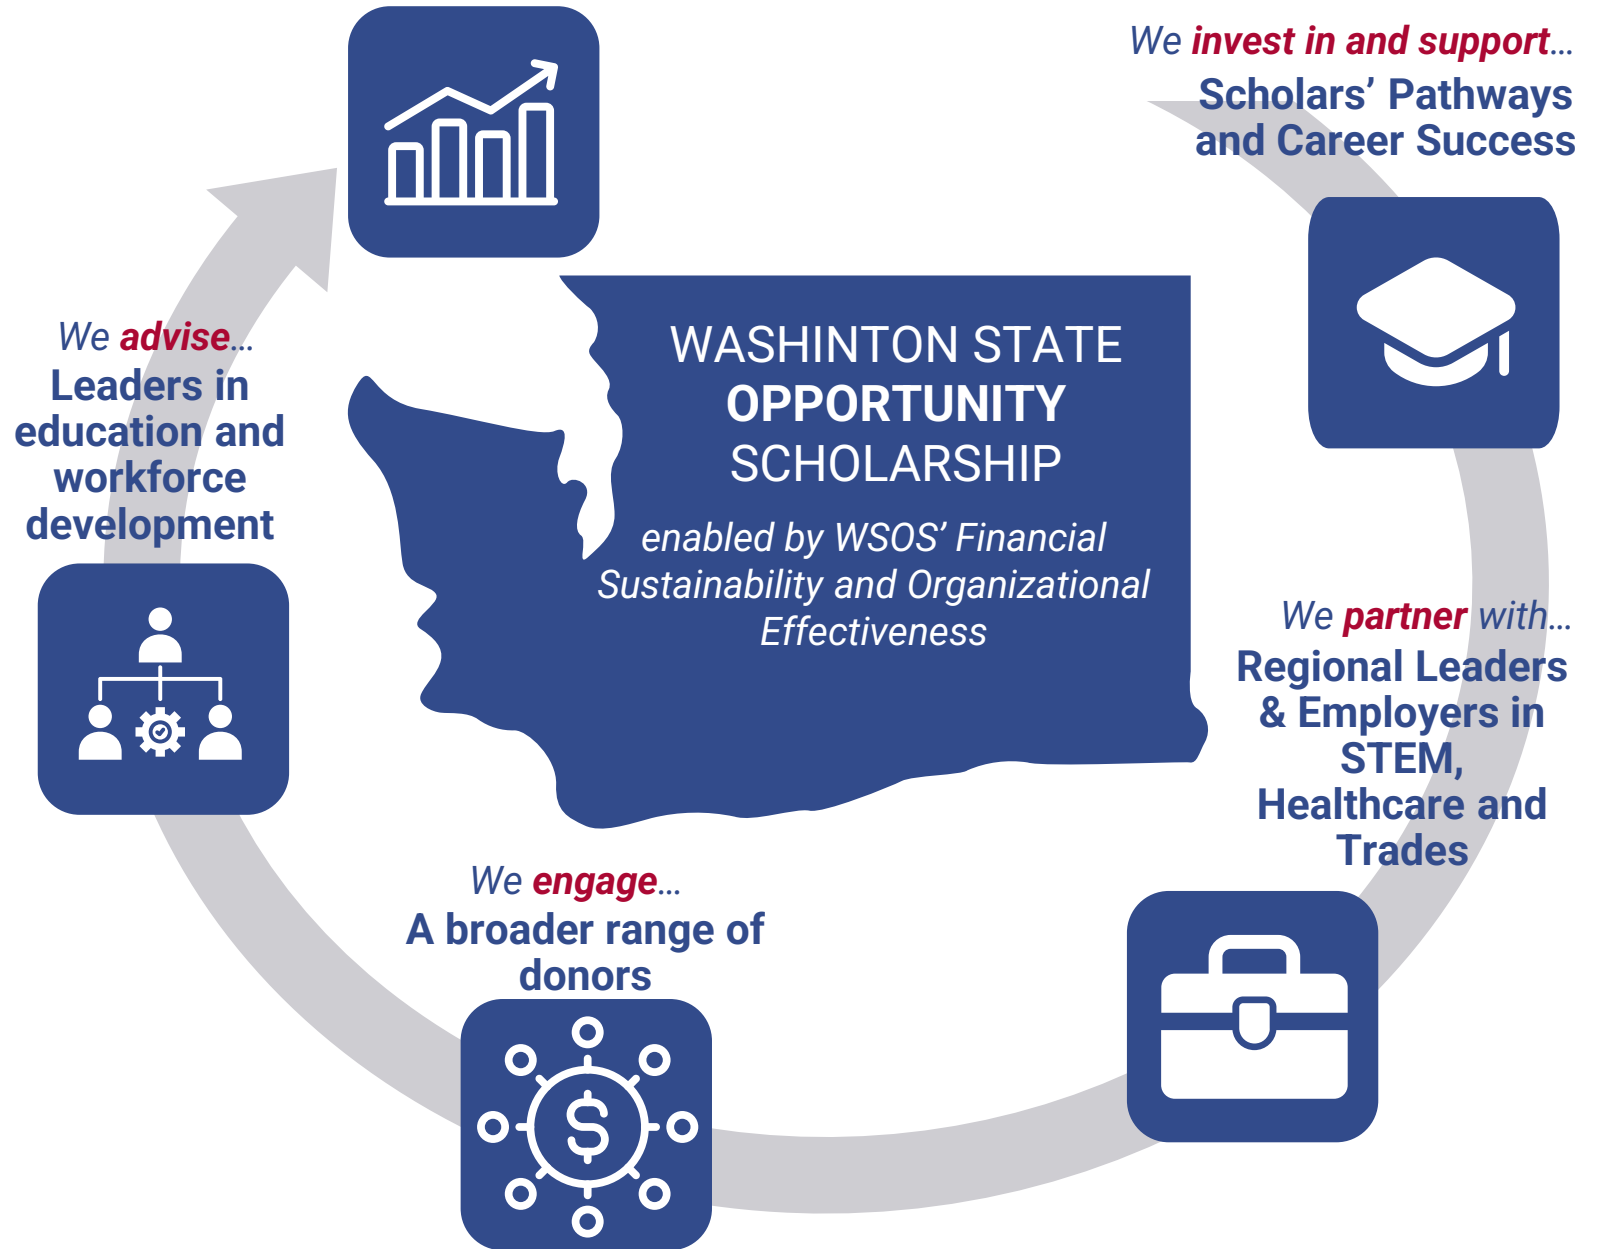 We invest in and support...
Scholars’ Pathways
and Career Success
We advise...
Leaders in
education and
workforce
development
WASHINTON STATE
OPPORTUNITY
SCHOLARSHIP
enabled by WSOS’ Financial
Sustainability and Organizational
Effectiveness
We partner with...
Regional Leaders
& Employers in
STEM,
Healthcare and
Trades
We engage...
A broader range of
donors
$